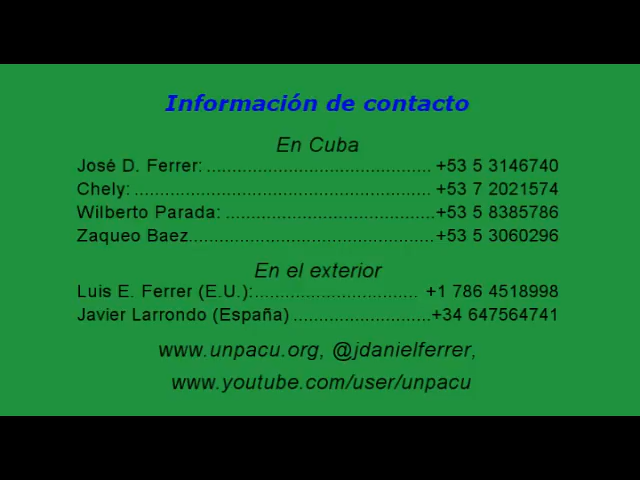 Información de contacto
En Cuba
José D. Ferrer: ................................... +53 5 3146740
Chely: ............................................... +53 7 2021574
Wilberto Parada: .................................+53 5 8385786
Zaqueo Baez.......................................+53 5 3060296
En el exterior
Luis E. Ferrer (E.U.):.......................... +1 786 4518998
Javier Larrondo (España) ......................+34 647564741
www.unpacu.org, @jdanielferrer,
www.youtube.com/user/unpacu